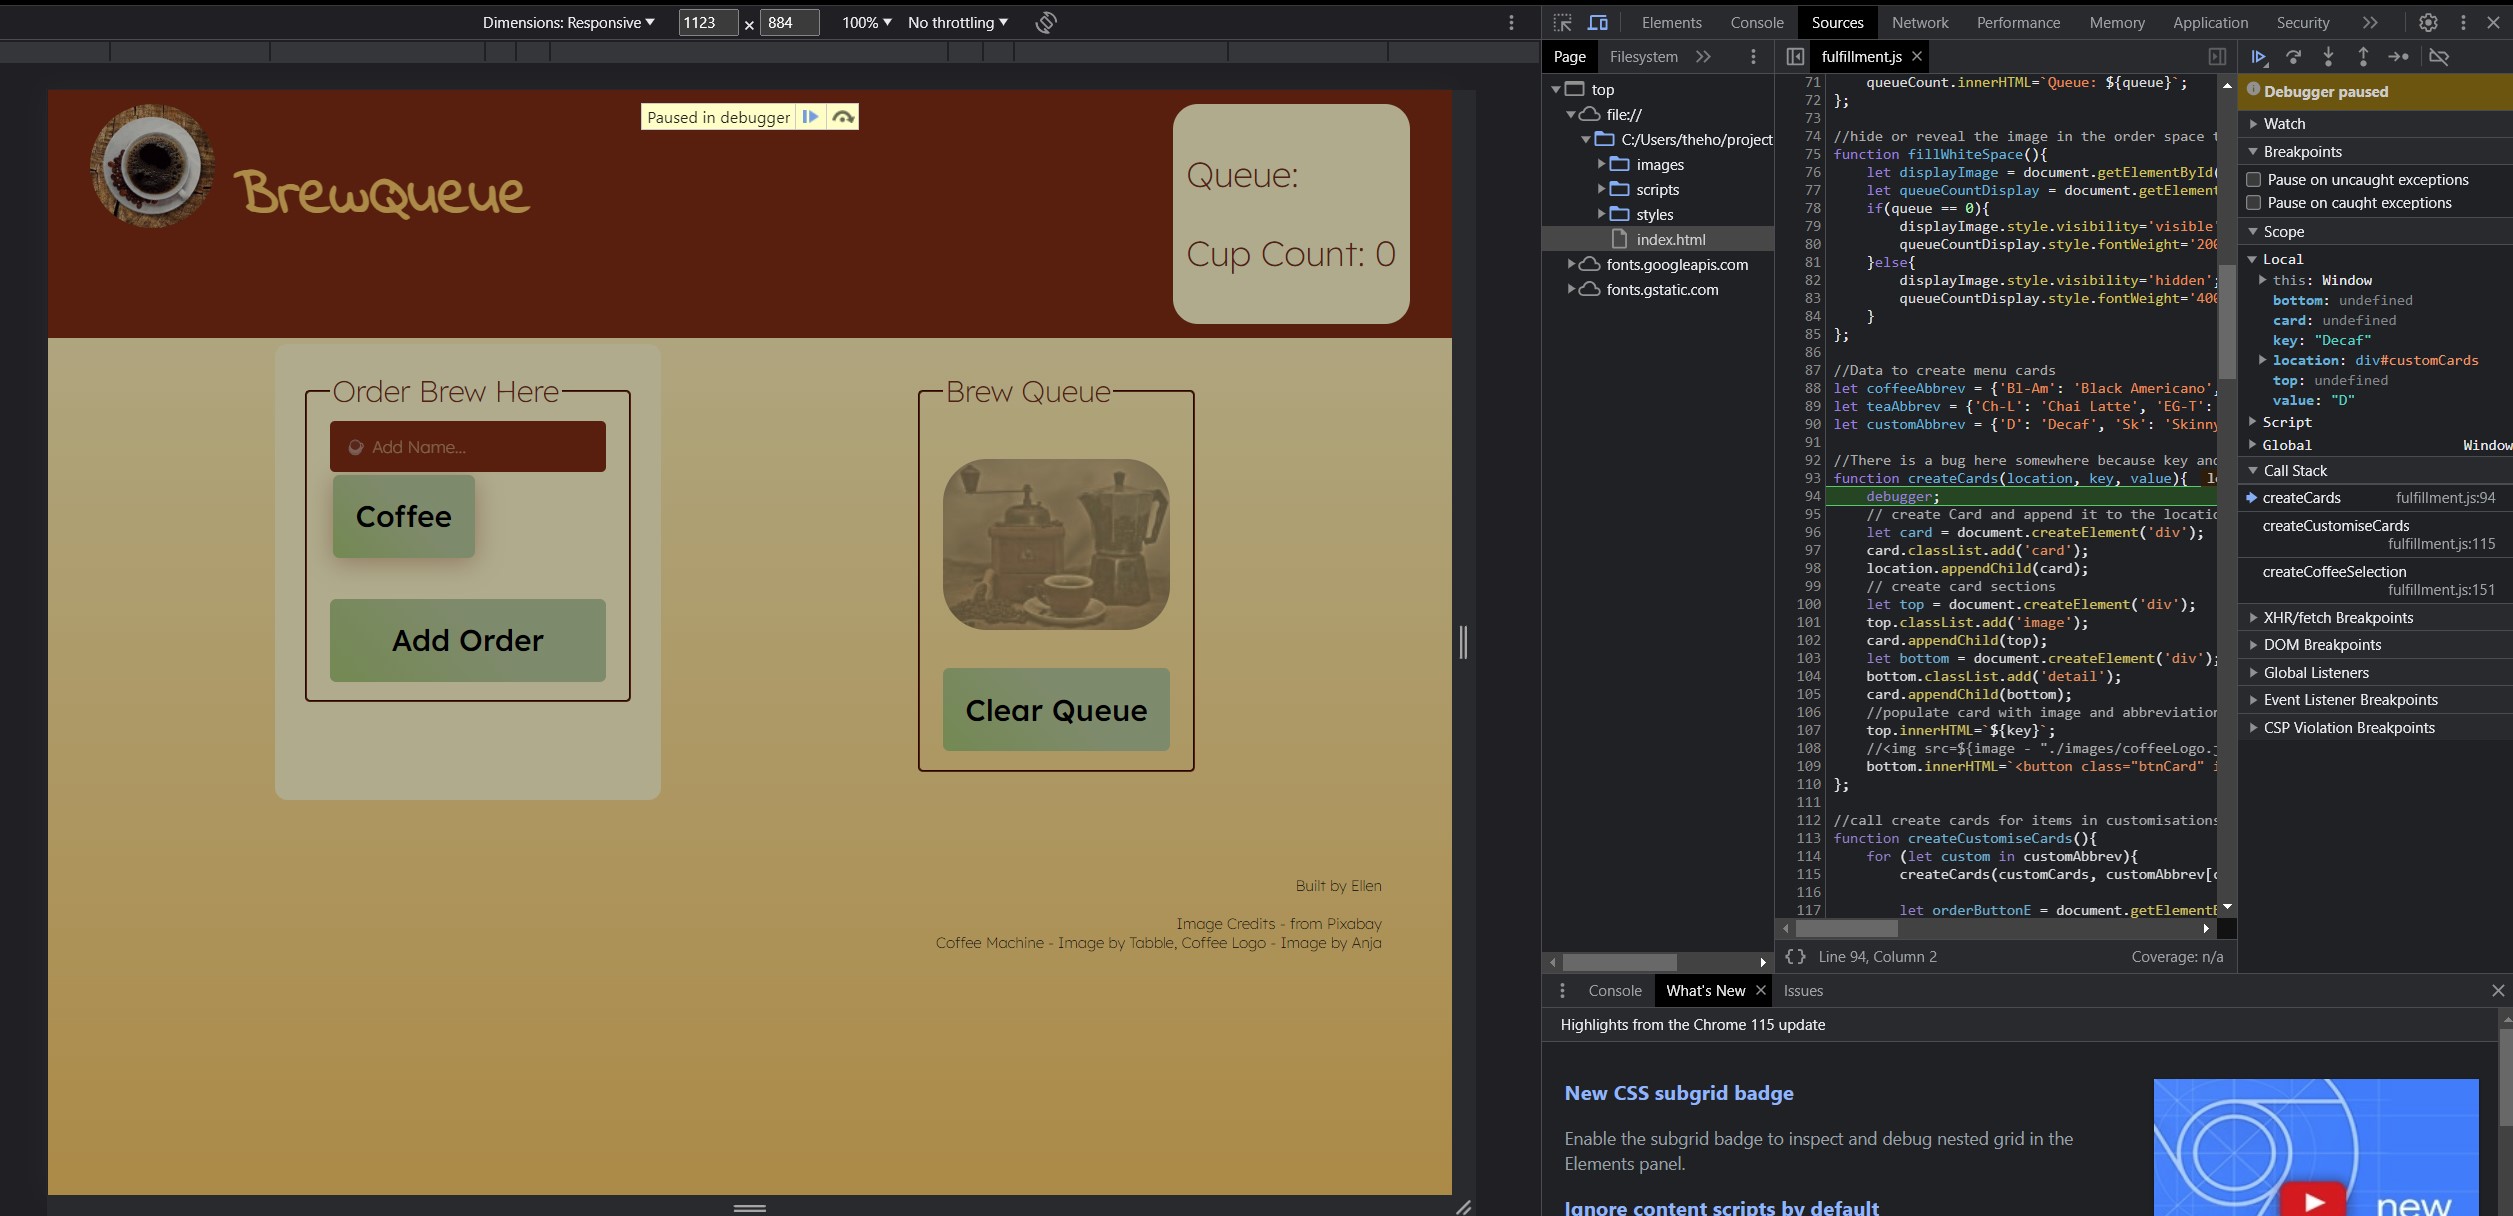 Dimensions: Responsive 1123 × 884 100% No throttling
BrewQueue
Paused in debugger
Queue:
Cup Count: 0
Order Brew Here
Add Name...
Coffee
Add Order
Brew Queue
Clear Queue
Built by Ellen
Image Credits - from Pixabay
Coffee Machine - Image by Tabble, Coffee Logo - Image by Anja
Elements Console Sources Network Performance Memory Application Security
Page Filesystem
top
file://
C:/Users/theho/project
images
scripts
styles
index.html
fonts.googleapis.com
fonts.gstatic.com
fulfillment.js
71 queueCount.innerHTML=`Queue: ${queue}`;
72 };
73
74 //hide or reveal the image in the order space
75 function fillWhiteSpace(){
76 let displayImage = document.getElementById(
77 let queueCountDisplay = document.getElement
78 if(queue == 0){
79 displayImage.style.visibility='visible'
80 queueCountDisplay.style.fontWeight='200
81 }else{
82 displayImage.style.visibility='hidden';
83 queueCountDisplay.style.fontWeight='400
84 }
85 };
86
87 //Data to create menu cards
88 let coffeeAbbrev = {'Bl-Am': 'Black Americano',
89 let teaAbbrev = {'Ch-L': 'Chai Latte', 'EG-T':
90 let customAbbrev = {'D': 'Decaf', 'Sk': 'Skinny
91
92 //There is a bug here somewhere because key and
93 function createCards(location, key, value){
94 debugger;
95 // create Card and append it to the locatio
96 let card = document.createElement('div');
97 card.classList.add('card');
98 location.appendChild(card);
99 // create card sections
100 let top = document.createElement('div');
101 top.classList.add('image');
102 card.appendChild(top);
103 let bottom = document.createElement('div');
104 bottom.classList.add('detail');
105 card.appendChild(bottom);
106 //populate card with image and abbreviation
107 top.innerHTML=`${key}`;
108 //<img src=${image - "./images/coffeeLogo.j
109 bottom.innerHTML=`<button class="btnCard" i
110 };
111
112 //call create cards for items in customisations
113 function createCustomiseCards(){
114 for (let custom in customAbbrev){
115 createCards(customCards, customAbbrev[c
116
117 let orderButtonE = document.getElementB
Line 94, Column 2 Coverage: n/a
Debugger paused
Watch
Breakpoints
Pause on uncaught exceptions
Pause on caught exceptions
Scope
Local
this: Window
bottom: undefined
card: undefined
key: "Decaf"
location: div#customCards
top: undefined
value: "D"
Script
Global Window
Call Stack
createCards fulfillment.js:94
createCustomiseCards
fulfillment.js:115
createCoffeeSelection
fulfillment.js:151
XHR/fetch Breakpoints
DOM Breakpoints
Global Listeners
Event Listener Breakpoints
CSP Violation Breakpoints
Console What's New Issues
Highlights from the Chrome 115 update
New CSS subgrid badge
Enable the subgrid badge to inspect and debug nested grid in the
Elements panel.
Ignore content scripts by default
new